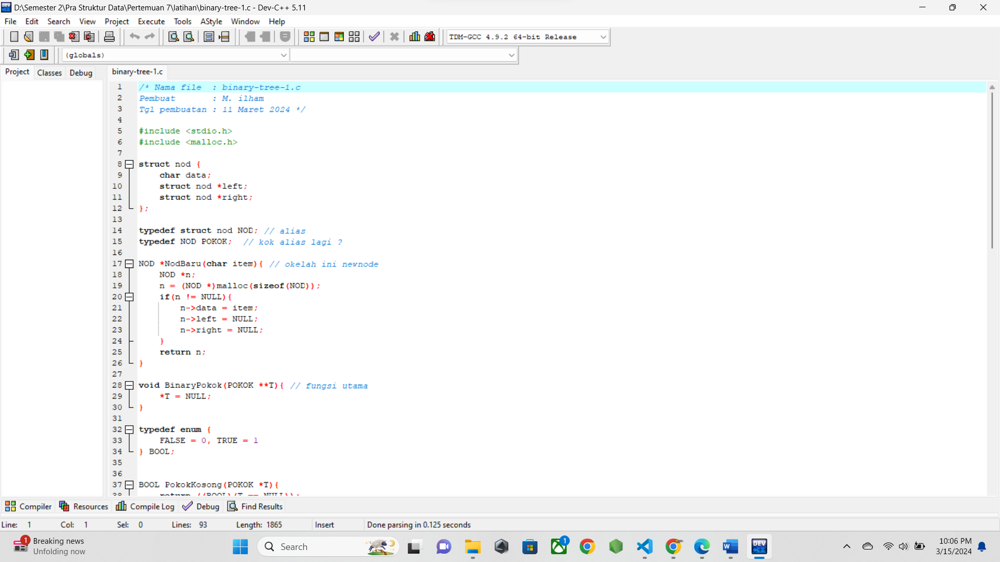 D:\Semester 2\Pra Struktur Data\Pertemuan 7\latihan\binary-tree-1.c - Dev-C++ 5.11
File Edit Search View Project Execute Tools AStyle Window Help
TDM-GCC 4.9.2 64-bit Release
(globals)
Project Classes Debug binary-tree-1.c
1 /* Nama file  : binary-tree-1.c
2 Pembuat       : M. ilham
3 Tgl pembuatan : 11 Maret 2024 */
4
5 #include <stdio.h>
6 #include <malloc.h>
7
8 struct nod {
9     char data;
10     struct nod *left;
11     struct nod *right;
12 };
13
14 typedef struct nod NOD; // alias
15 typedef NOD POKOK;  // kok alias lagi ?
16
17 NOD *NodBaru(char item){ // okelah ini newnode
18     NOD *n;
19     n = (NOD *)malloc(sizeof(NOD));
20     if(n != NULL){
21         n->data = item;
22         n->left = NULL;
23         n->right = NULL;
24     }
25     return n;
26 }
27
28 void BinaryPokok(POKOK **T){ // fungsi utama
29     *T = NULL;
30 }
31
32 typedef enum {
33     FALSE = 0, TRUE = 1
34 } BOOL;
35
36
37 BOOL PokokKosong(POKOK *T){
38     return ((BOOL)(T == NULL));
Compiler Resources Compile Log Debug Find Results
Line: 1 Col: 1 Sel: 0 Lines: 93 Length: 1865 Insert Done parsing in 0.125 seconds
1 Breaking news
Unfolding now
Search
1
W
DEV C++
10:06 PM
3/15/2024